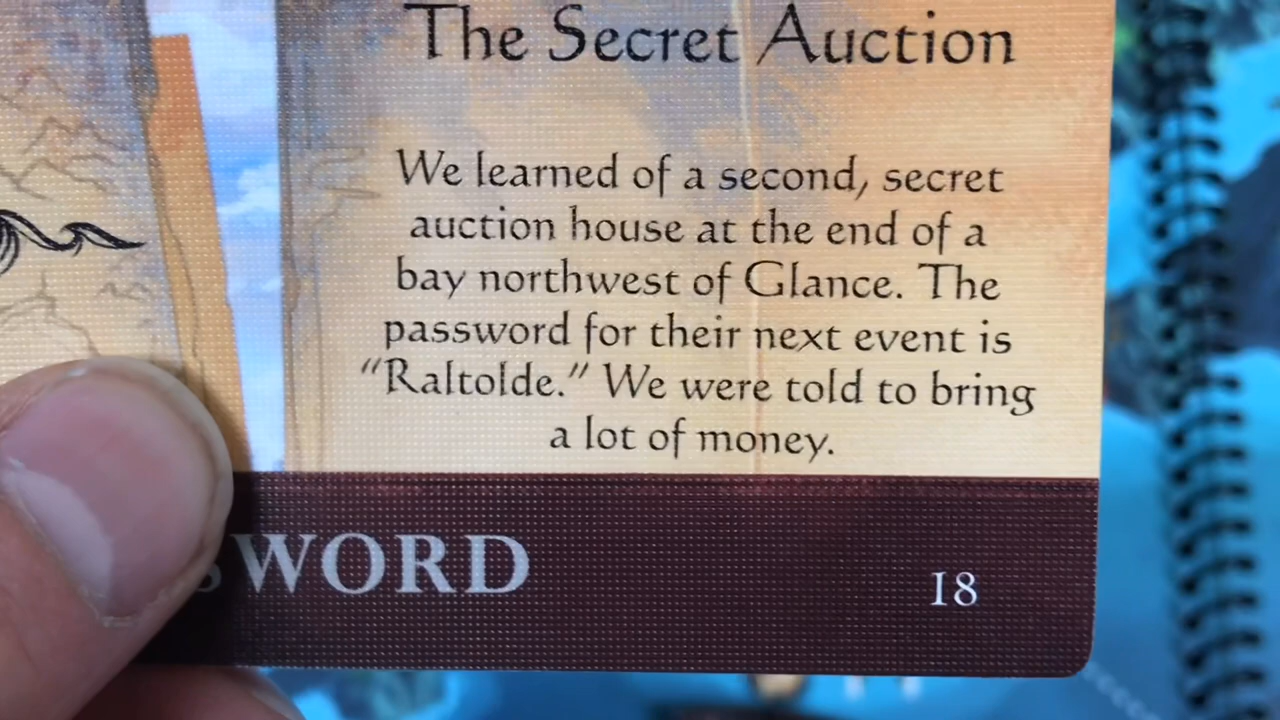 The Secret Auction
We learned of a second, secret
auction house at the end of a
bay northwest of Glance. The
password for their next event is
“Raltolde.” We were told to bring
a lot of money.
sWORD
18